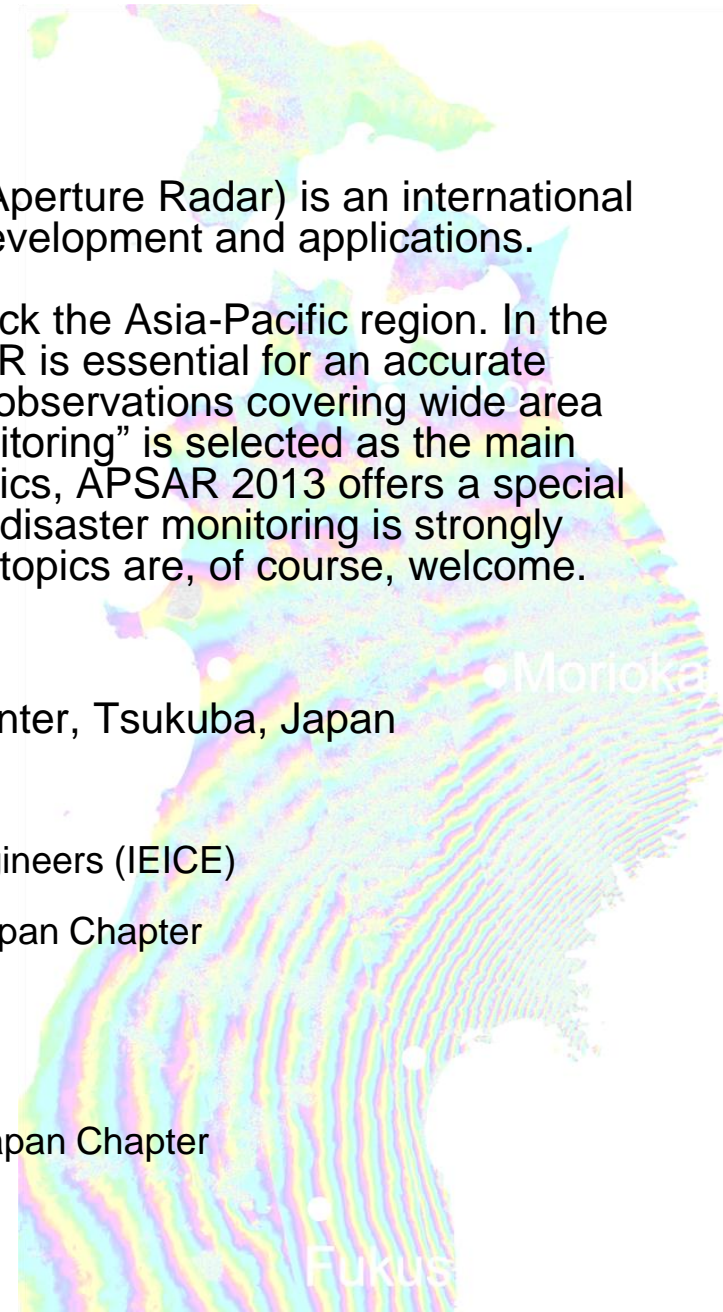 Aperture Radar) is an international
evelopment and applications.
ck the Asia-Pacific region. In the
R is essential for an accurate
observations covering wide area
itoring” is selected as the main
ics, APSAR 2013 offers a special
disaster monitoring is strongly
topics are, of course, welcome.
Morioka
nter, Tsukuba, Japan
ineers (IEICE)
pan Chapter
apan Chapter
Fukus